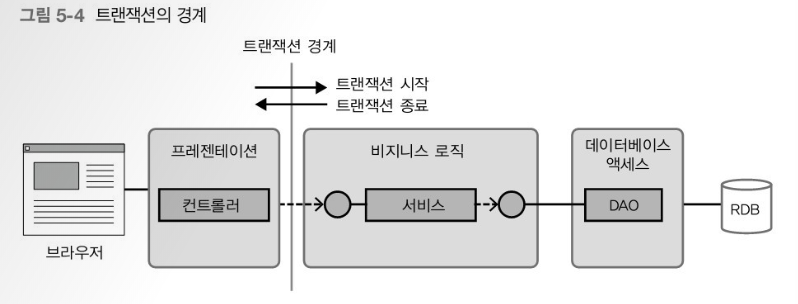 그림 5-4 트랜잭션의 경계
트랜잭션 경계
트랜잭션 시작
트랜잭션 종료
프레젠테이션
비지니스 로직
데이터베이스
액세스
컨트롤러
서비스
DAO
RDB
브라우저